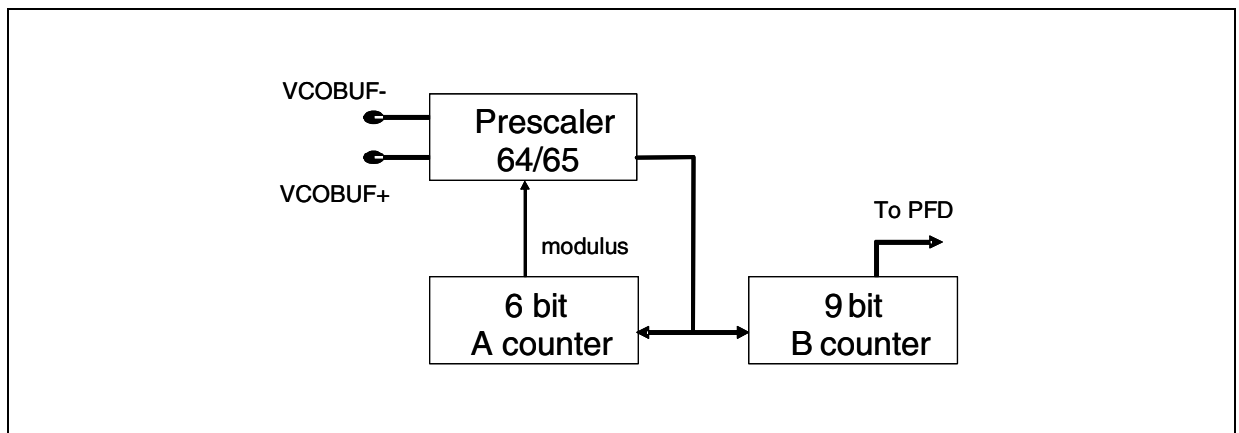 VCOBUF-
Prescaler
64/65
VCOBUF+
To PFD
modulus
6 bit
A counter
9 bit
B counter